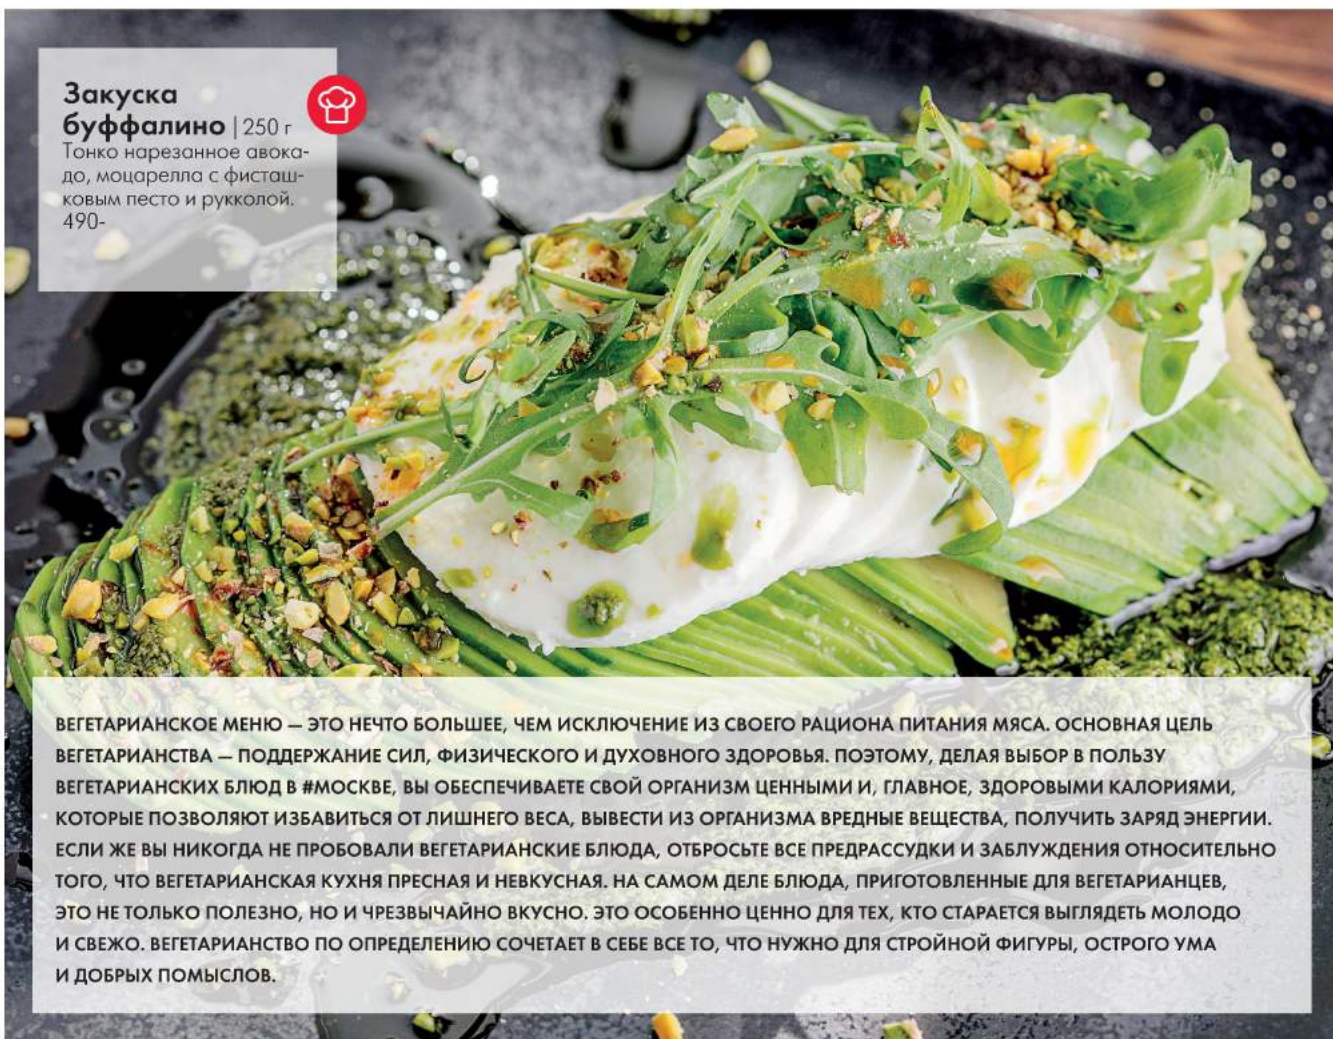 Закуска
буффалино | 250 г
Тонко нарезанное авока-
до, моцарелла с фисташ-
ковым песто и рукколой.
490-
ВЕГЕТАРИАНСКОЕ МЕНЮ — ЭТО НЕЧТО БОЛЬШЕЕ, ЧЕМ ИСКЛЮЧЕНИЕ ИЗ СВОЕГО РАЦИОНА ПИТАНИЯ МЯСА. ОСНОВНАЯ ЦЕЛЬ
ВЕГЕТАРИАНСТВА — ПОДДЕРЖАНИЕ СИЛ, ФИЗИЧЕСКОГО И ДУХОВНОГО ЗДОРОВЬЯ. ПОЭТОМУ, ДЕЛАЯ ВЫБОР В ПОЛЬЗУ
ВЕГЕТАРИАНСКИХ БЛЮД В #МОСКВЕ, ВЫ ОБЕСПЕЧИВАЕТЕ СВОЙ ОРГАНИЗМ ЦЕННЫМИ И, ГЛАВНОЕ, ЗДОРОВЫМИ КАЛОРИЯМИ,
КОТОРЫЕ ПОЗВОЛЯЮТ ИЗБАВИТЬСЯ ОТ ЛИШНЕГО ВЕСА, ВЫВЕСТИ ИЗ ОРГАНИЗМА ВРЕДНЫЕ ВЕЩЕСТВА, ПОЛУЧИТЬ ЗАРЯД ЭНЕРГИИ.
ЕСЛИ ЖЕ ВЫ НИКОГДА НЕ ПРОБОВАЛИ ВЕГЕТАРИАНСКИЕ БЛЮДА, ОТБРОСЬТЕ ВСЕ ПРЕДРАССУДКИ И ЗАБЛУЖДЕНИЯ ОТНОСИТЕЛЬНО
ТОГО, ЧТО ВЕГЕТАРИАНСКАЯ КУХНЯ ПРЕСНАЯ И НЕВКУСНАЯ. НА САМОМ ДЕЛЕ БЛЮДА, ПРИГОТОВЛЕННЫЕ ДЛЯ ВЕГЕТАРИАНЦЕВ,
ЭТО НЕ ТОЛЬКО ПОЛЕЗНО, НО И ЧРЕЗВЫЧАЙНО ВКУСНО. ЭТО ОСОБЕННО ЦЕННО ДЛЯ ТЕХ, КТО СТАРАЕТСЯ ВЫГЛЯДЕТЬ МОЛОДО
И СВЕЖО. ВЕГЕТАРИАНСТВО ПО ОПРЕДЕЛЕНИЮ СОЧЕТАЕТ В СЕБЕ ВСЕ ТО, ЧТО НУЖНО ДЛЯ СТРОЙНОЙ ФИГУРЫ, ОСТРОГО УМА
И ДОБРЫХ ПОМЫСЛОВ.